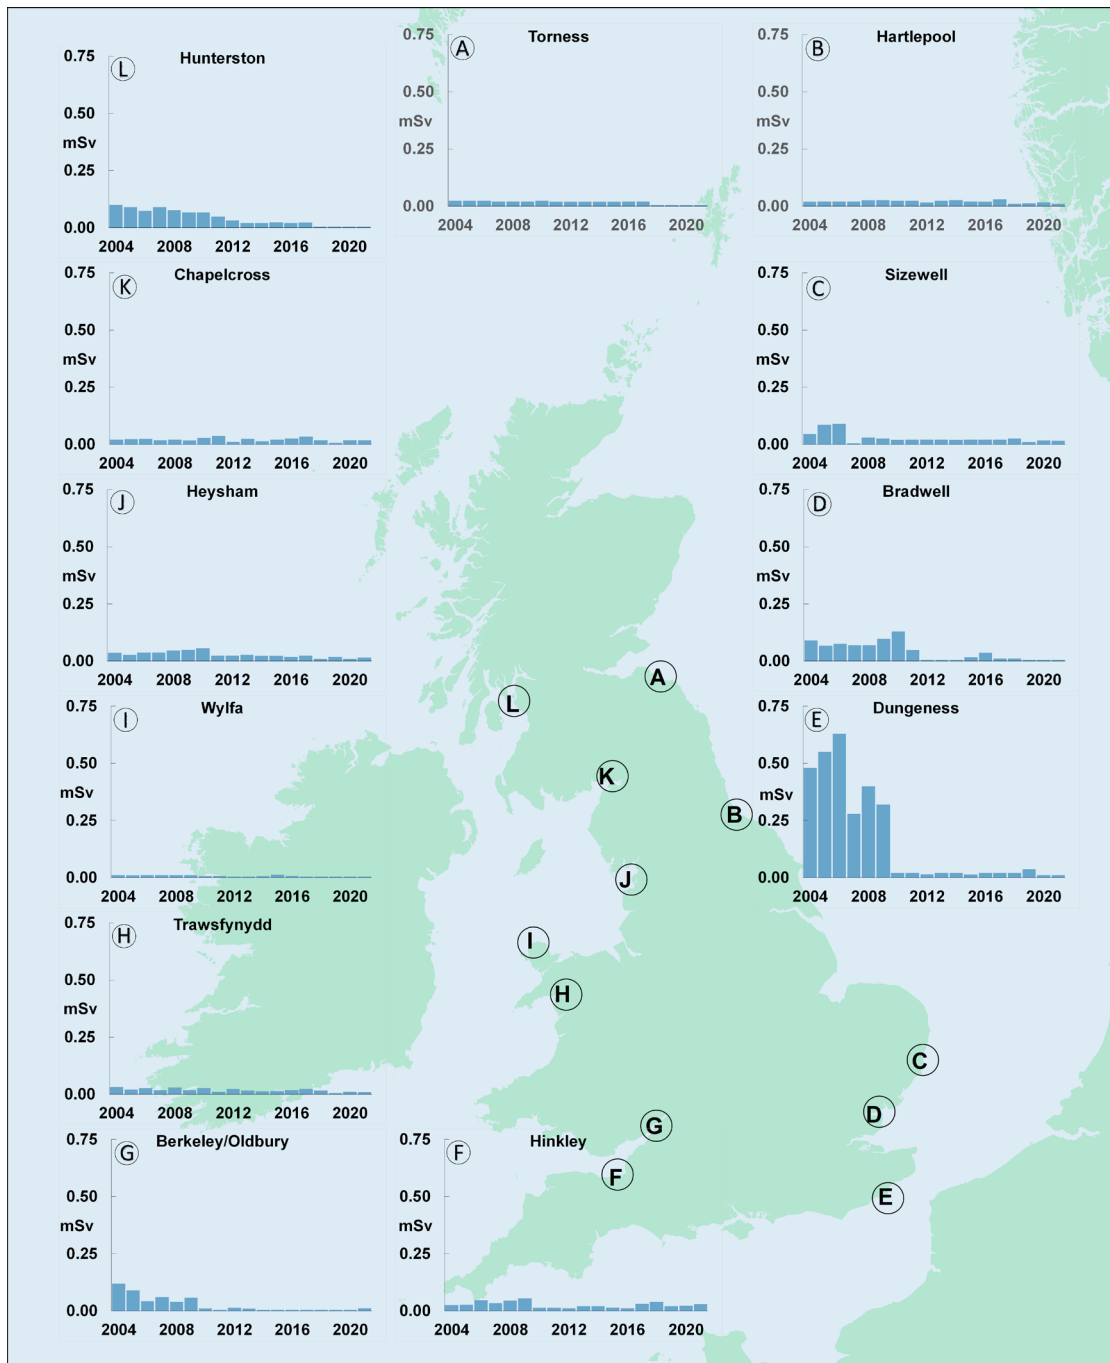 L
Hunterston
0.75
0.50
mSv
0.25
0.00
2004 2008 2012 2016 2020
A
Torness
0.75
0.50
mSv
0.25
0.00
2004 2008 2012 2016 2020
B
Hartlepool
0.75
0.50
mSv
0.25
0.00
2004 2008 2012 2016 2020
K
Chapelcross
0.75
0.50
mSv
0.25
0.00
2004 2008 2012 2016 2020
C
Sizewell
0.75
0.50
mSv
0.25
0.00
2004 2008 2012 2016 2020
J
Heysham
0.75
0.50
mSv
0.25
0.00
2004 2008 2012 2016 2020
D
Bradwell
0.75
0.50
mSv
0.25
0.00
2004 2008 2012 2016 2020
I
Wylfa
0.75
0.50
mSv
0.25
0.00
2004 2008 2012 2016 2020
E
Dungeness
0.75
0.50
mSv
0.25
0.00
2004 2008 2012 2016 2020
H
Trawsfynydd
0.75
0.50
mSv
0.25
0.00
2004 2008 2012 2016 2020
G
Berkeley/Oldbury
0.75
0.50
mSv
0.25
0.00
2004 2008 2012 2016 2020
F
Hinkley
0.75
0.50
mSv
0.25
0.00
2004 2008 2012 2016 2020
A
L
K
B
J
I
H
C
D
G
F
E